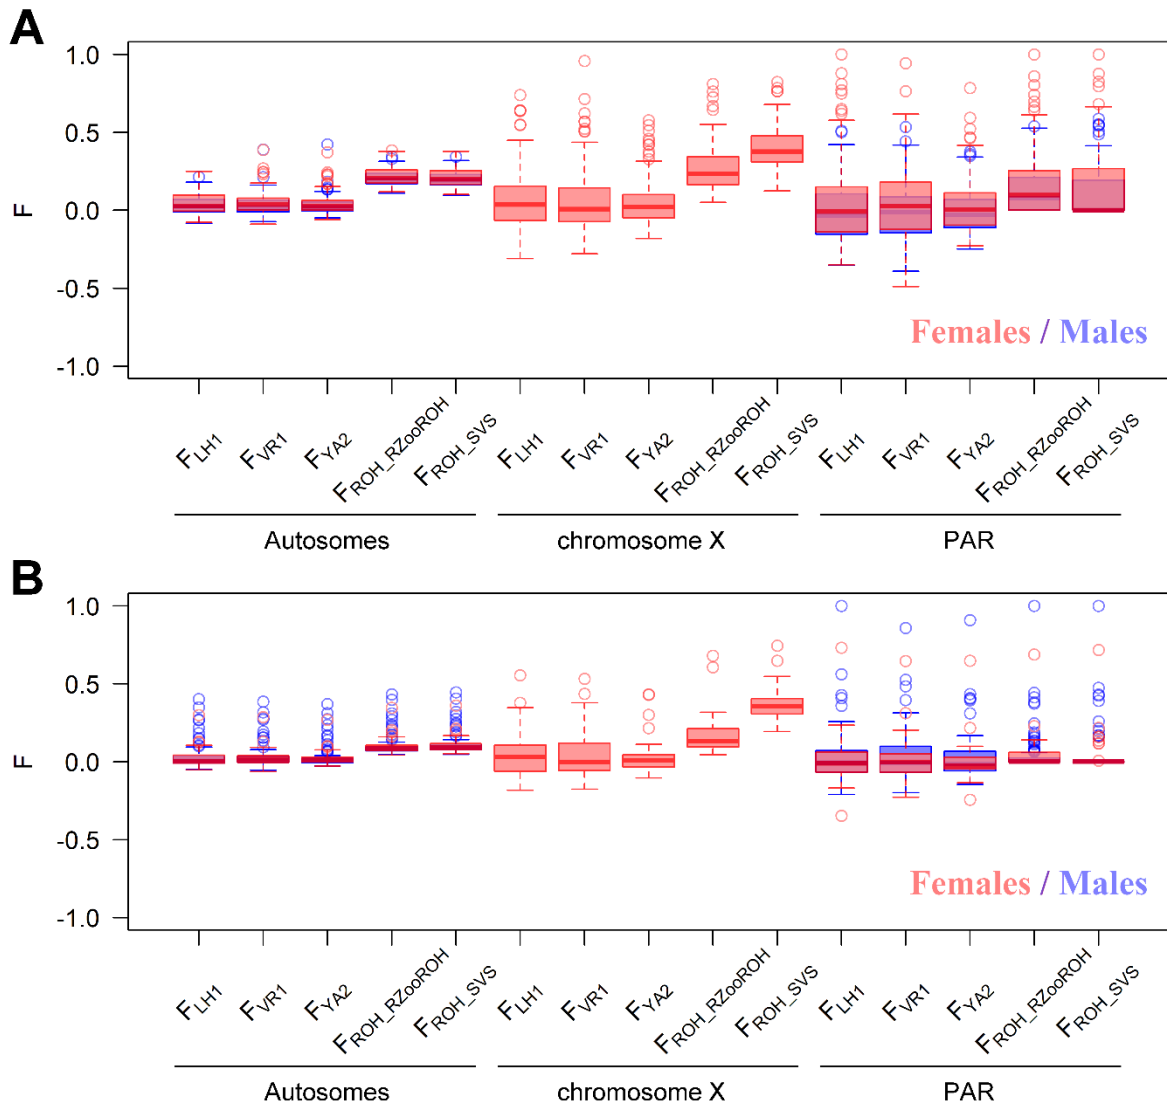 A
1.0
0.5
0.0
-0.5
-1.0
F
Females / Males
FLH1 FVR1 FYA2 FROH_RZooROH FROH_SVS FLH1 FVR1 FYA2 FROH_RZooROH FROH_SVS FLH1 FVR1 FYA2 FROH_RZooROH FROH_SVS
Autosomes chromosome X PAR
B
1.0
0.5
0.0
-0.5
-1.0
F
Females / Males
FLH1 FVR1 FYA2 FROH_RZooROH FROH_SVS FLH1 FVR1 FYA2 FROH_RZooROH FROH_SVS FLH1 FVR1 FYA2 FROH_RZooROH FROH_SVS
Autosomes chromosome X PAR